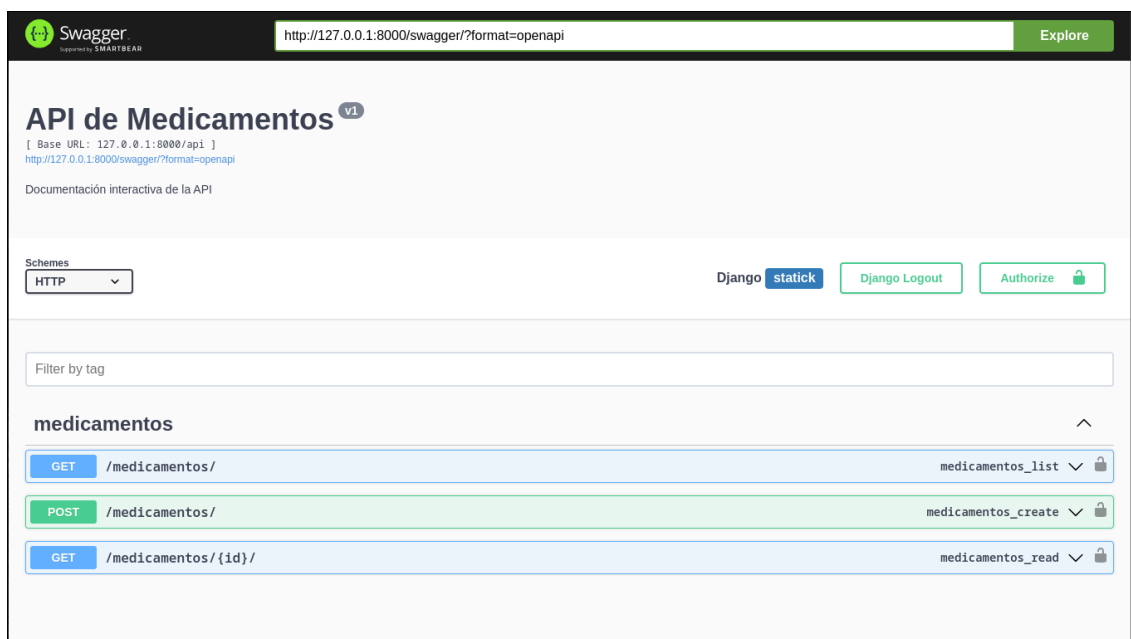 Swagger.
Supported by SMARTBEAR
http://127.0.0.1:8000/swagger/?format=openapi
Explore
API de Medicamentos v1
[ Base URL: 127.0.0.1:8000/api ]
http://127.0.0.1:8000/swagger/?format=openapi
Documentación interactiva de la API
Schemes
HTTP
Django statick
Django Logout
Authorize
Filter by tag
medicamentos
GET /medicamentos/ medicamentos_list
POST /medicamentos/ medicamentos_create
GET /medicamentos/{id}/ medicamentos_read